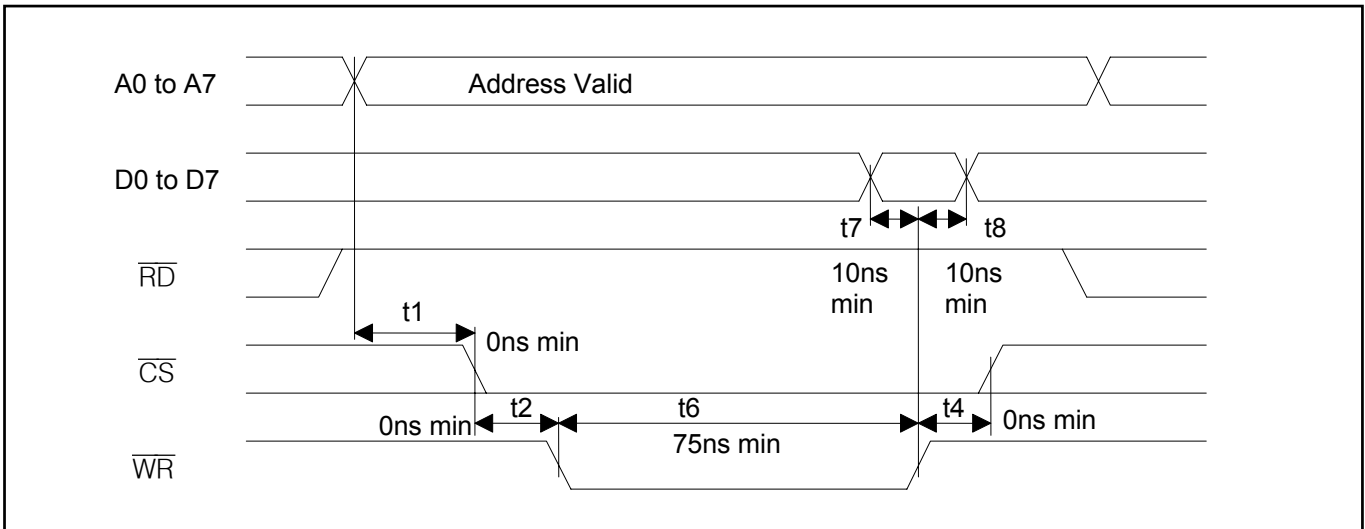 A0 to A7
Address Valid
D0 to D7
t7
t8
RD
10ns
min
10ns
min
t1
0ns min
CS
t2
t6
t4
0ns min
75ns min
0ns min
WR